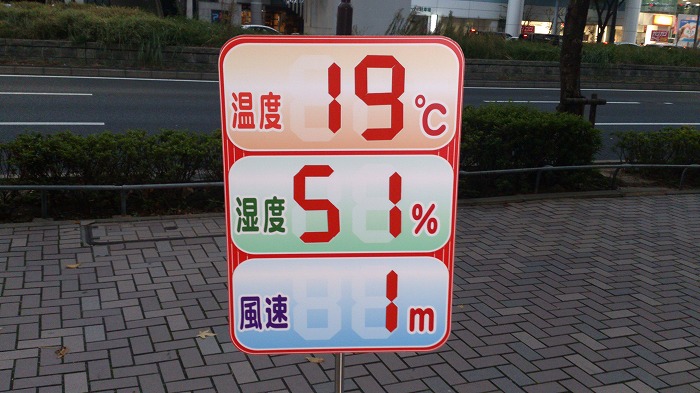 温度 19℃
湿度 51%
風速 1m